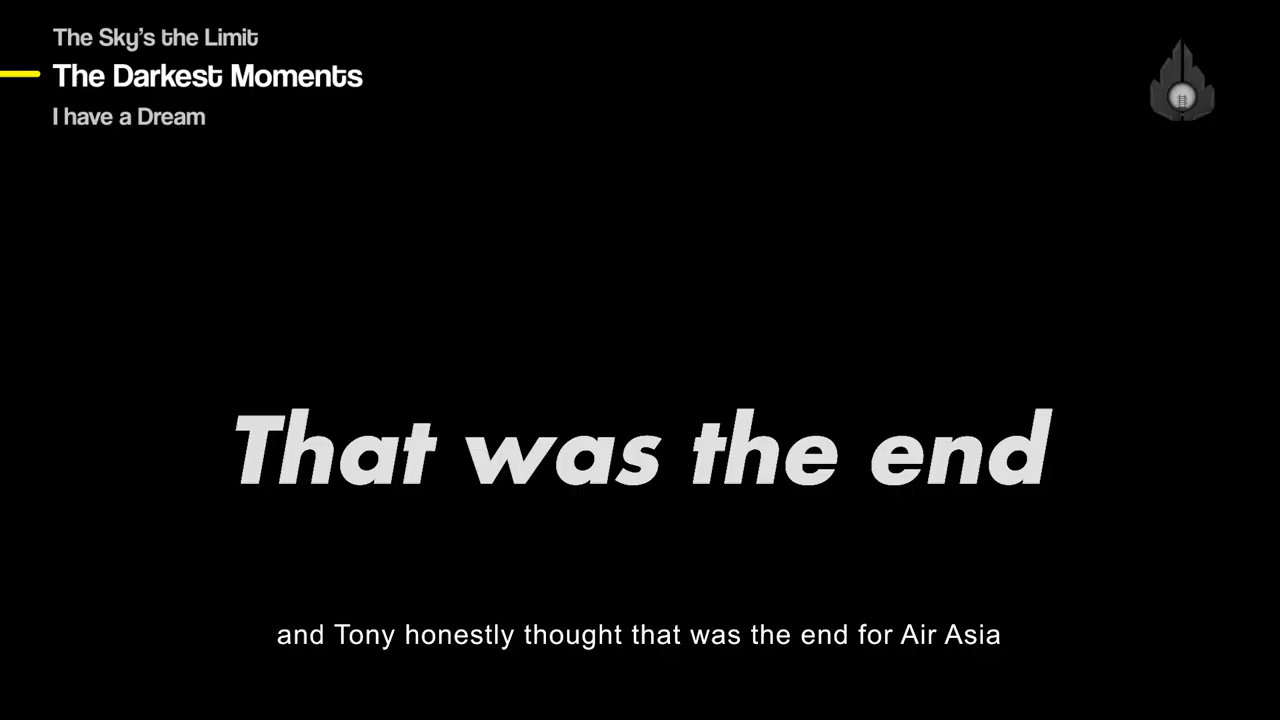 The Sky's the Limit
The Darkest Moments
I have a Dream
That was the end
and Tony honestly thought that was the end for Air Asia